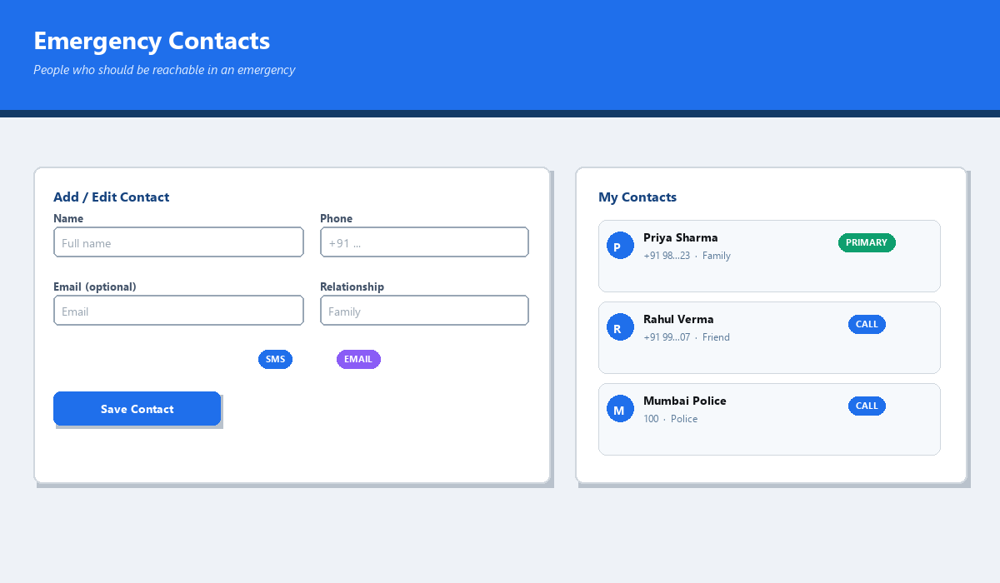 Emergency Contacts
People who should be reachable in an emergency
Add / Edit Contact
Name
Phone
Full name
+91 ...
Email (optional)
Relationship
Email
Family
SMS
EMAIL
Save Contact
My Contacts
P
Priya Sharma
+91 98...23 · Family
PRIMARY
R
Rahul Verma
+91 99...07 · Friend
CALL
M
Mumbai Police
100 · Police
CALL